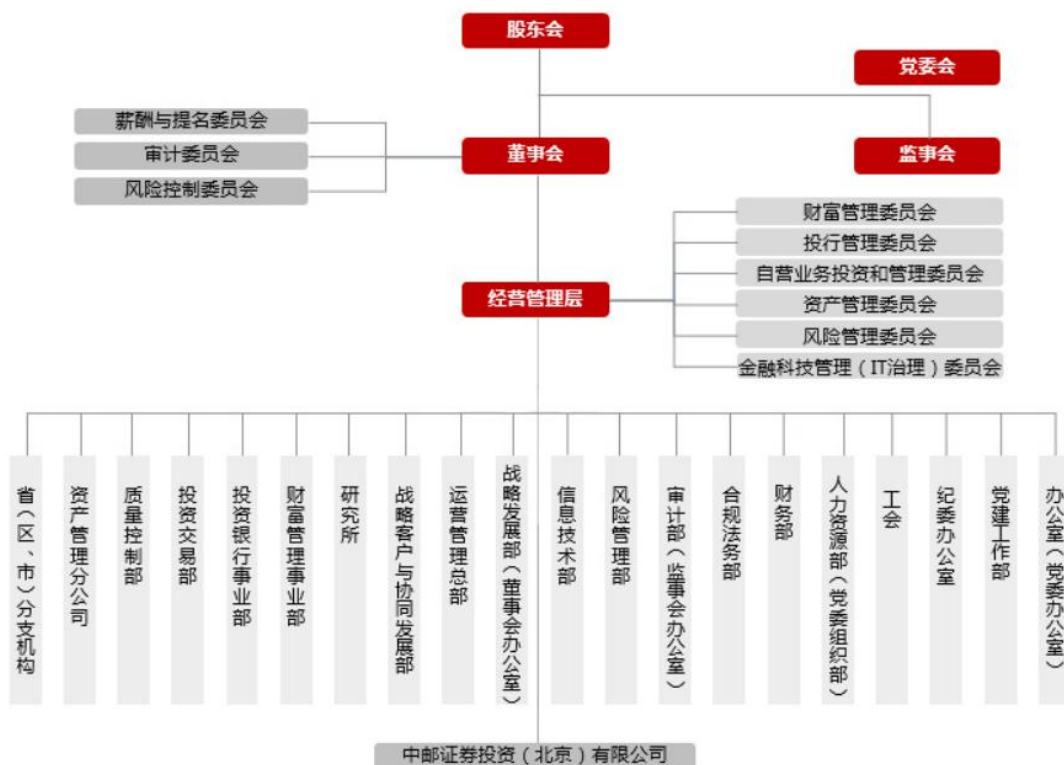 股东会
党委会
薪酬与提名委员会
审计委员会
风险控制委员会
董事会
监事会
财富管理委员会
投行管理委员会
自营业务投资和管理委员会
资产管理委员会
风险管理委员会
金融科技管理（IT治理）委员会
经营管理层
省（区、市）分支机构
资产管理分公司
质量控制部
投资交易部
投资银行事业部
财富管理事业部
研究所
战略客户与协同发展部
运营管理总部
战略发展部（董事会办公室）
信息技术部
风险管理部
审计部（监事会办公室）
合规法务部
财务部
人力资源部（党委组织部）
工会
纪委办公室
党建工作部
办公室（党委办公室）
中邮证券投资（北京）有限公司